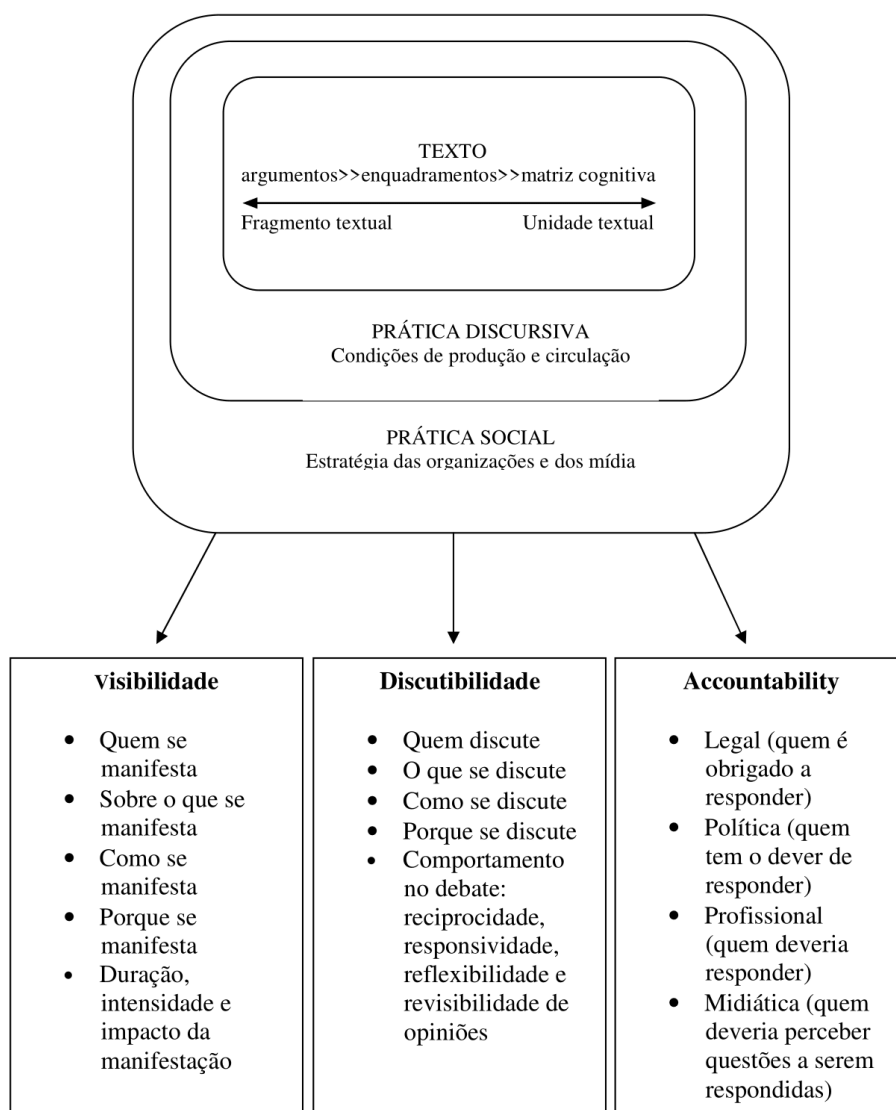 TEXTO
argumentos>>enquadramentos>>matriz cognitiva
Fragmento textual Unidade textual
PRÁTICA DISCURSIVA
Condições de produção e circulação
PRÁTICA SOCIAL
Estratégia das organizações e dos mídia
Visibilidade
• Quem se
manifesta
• Sobre o que se
manifesta
• Como se
manifesta
• Porque se
manifesta
• Duração,
intensidade e
impacto da
manifestação
Discutibilidade
• Quem discute
• O que se discute
• Como se discute
• Porque se discute
• Comportamento
no debate:
reciprocidade,
responsividade,
reflexibilidade e
revisibilidade de
opiniões
Accountability
• Legal (quem é
obrigado a
responder)
• Política (quem
tem o dever de
responder)
• Profissional
(quem deveria
responder)
• Midiática (quem
deveria perceber
questões a serem
respondidas)